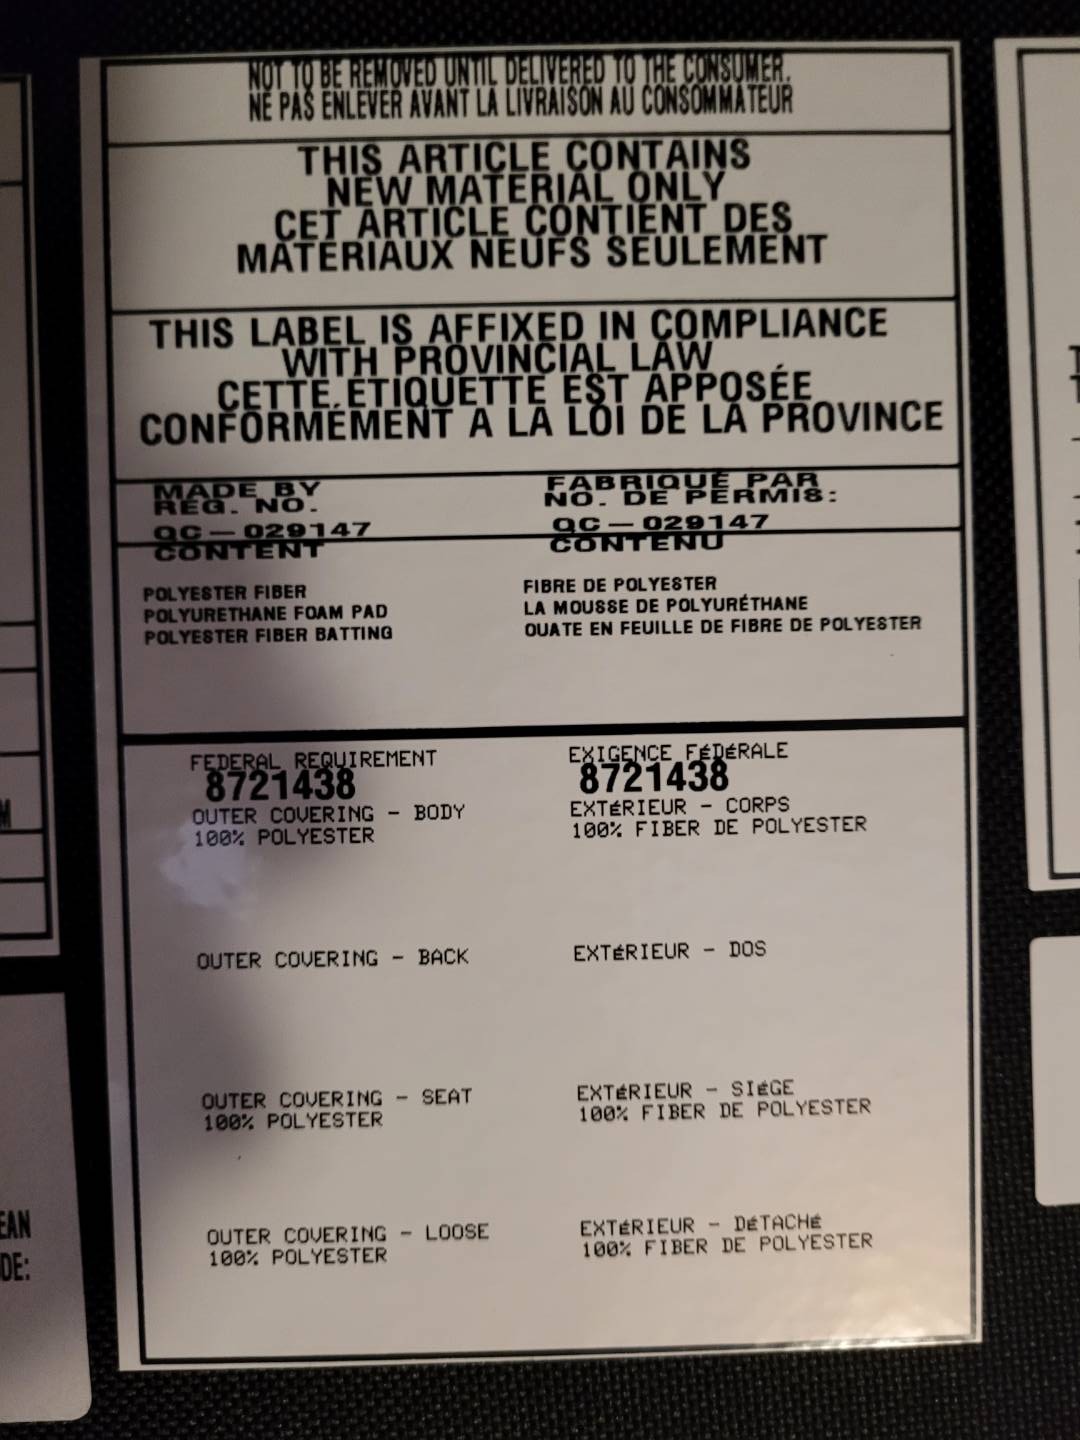 NOT TO BE REMOVED UNTIL DELIVERED TO THE CONSUMER.
NE PAS ENLEVER AVANT LA LIVRAISON AU CONSOMMATEUR
THIS ARTICLE CONTAINS
NEW MATERIAL ONLY
CET ARTICLE CONTIENT DES
MATÉRIAUX NEUFS SEULEMENT
THIS LABEL IS AFFIXED IN COMPLIANCE
WITH PROVINCIAL LAW
CETTE ÉTIQUETTE EST APPOSÉE
CONFORMÉMENT A LA LOI DE LA PROVINCE
MADE BY
REG. NO.
QC-029147
CONTENT
FABRIQUÉ PAR
NO. DE PERMIS:
QC-029147
CONTENU
POLYESTER FIBER
POLYURETHANE FOAM PAD
POLYESTER FIBER BATTING
FIBRE DE POLYESTER
LA MOUSSE DE POLYURÉTHANE
OUATE EN FEUILLE DE FIBRE DE POLYESTER
FEDERAL REQUIREMENT
8721438
OUTER COVERING - BODY
100% POLYESTER
EXIGENCE FÉDÉRALE
8721438
EXTÉRIEUR - CORPS
100% FIBER DE POLYESTER
OUTER COVERING - BACK
EXTÉRIEUR - DOS
OUTER COVERING - SEAT
100% POLYESTER
EXTÉRIEUR - SIÉGE
100% FIBER DE POLYESTER
OUTER COVERING - LOOSE
100% POLYESTER
EXTÉRIEUR - DÉTACHÉ
100% FIBER DE POLYESTER
EAN
DE:
M